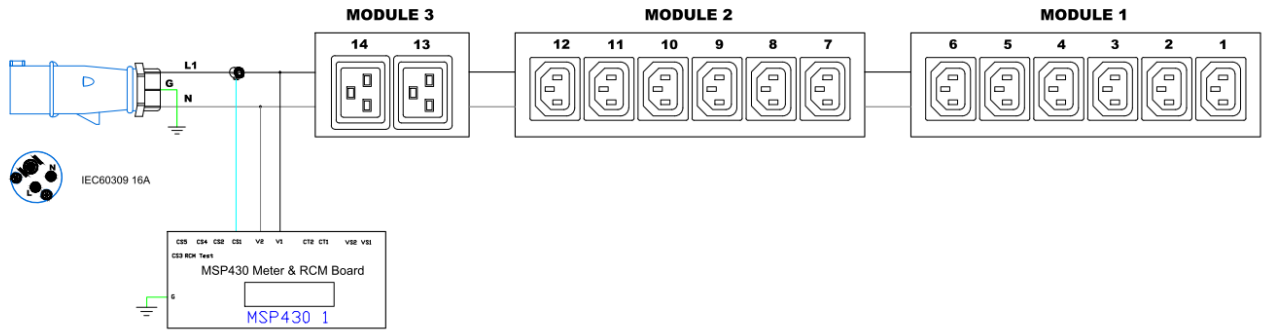 MODULE 3 MODULE 2 MODULE 1
14 13 12 11 10 9 8 7 6 5 4 3 2 1
L1
G
N
N
L
IEC60309 16A
CS5 CS4 CS2 CS1 V2 V1 CT2 CT1 VS2 VS1
CS3 RCM Test
MSP430 Meter & RCM Board
G
MSP430 1